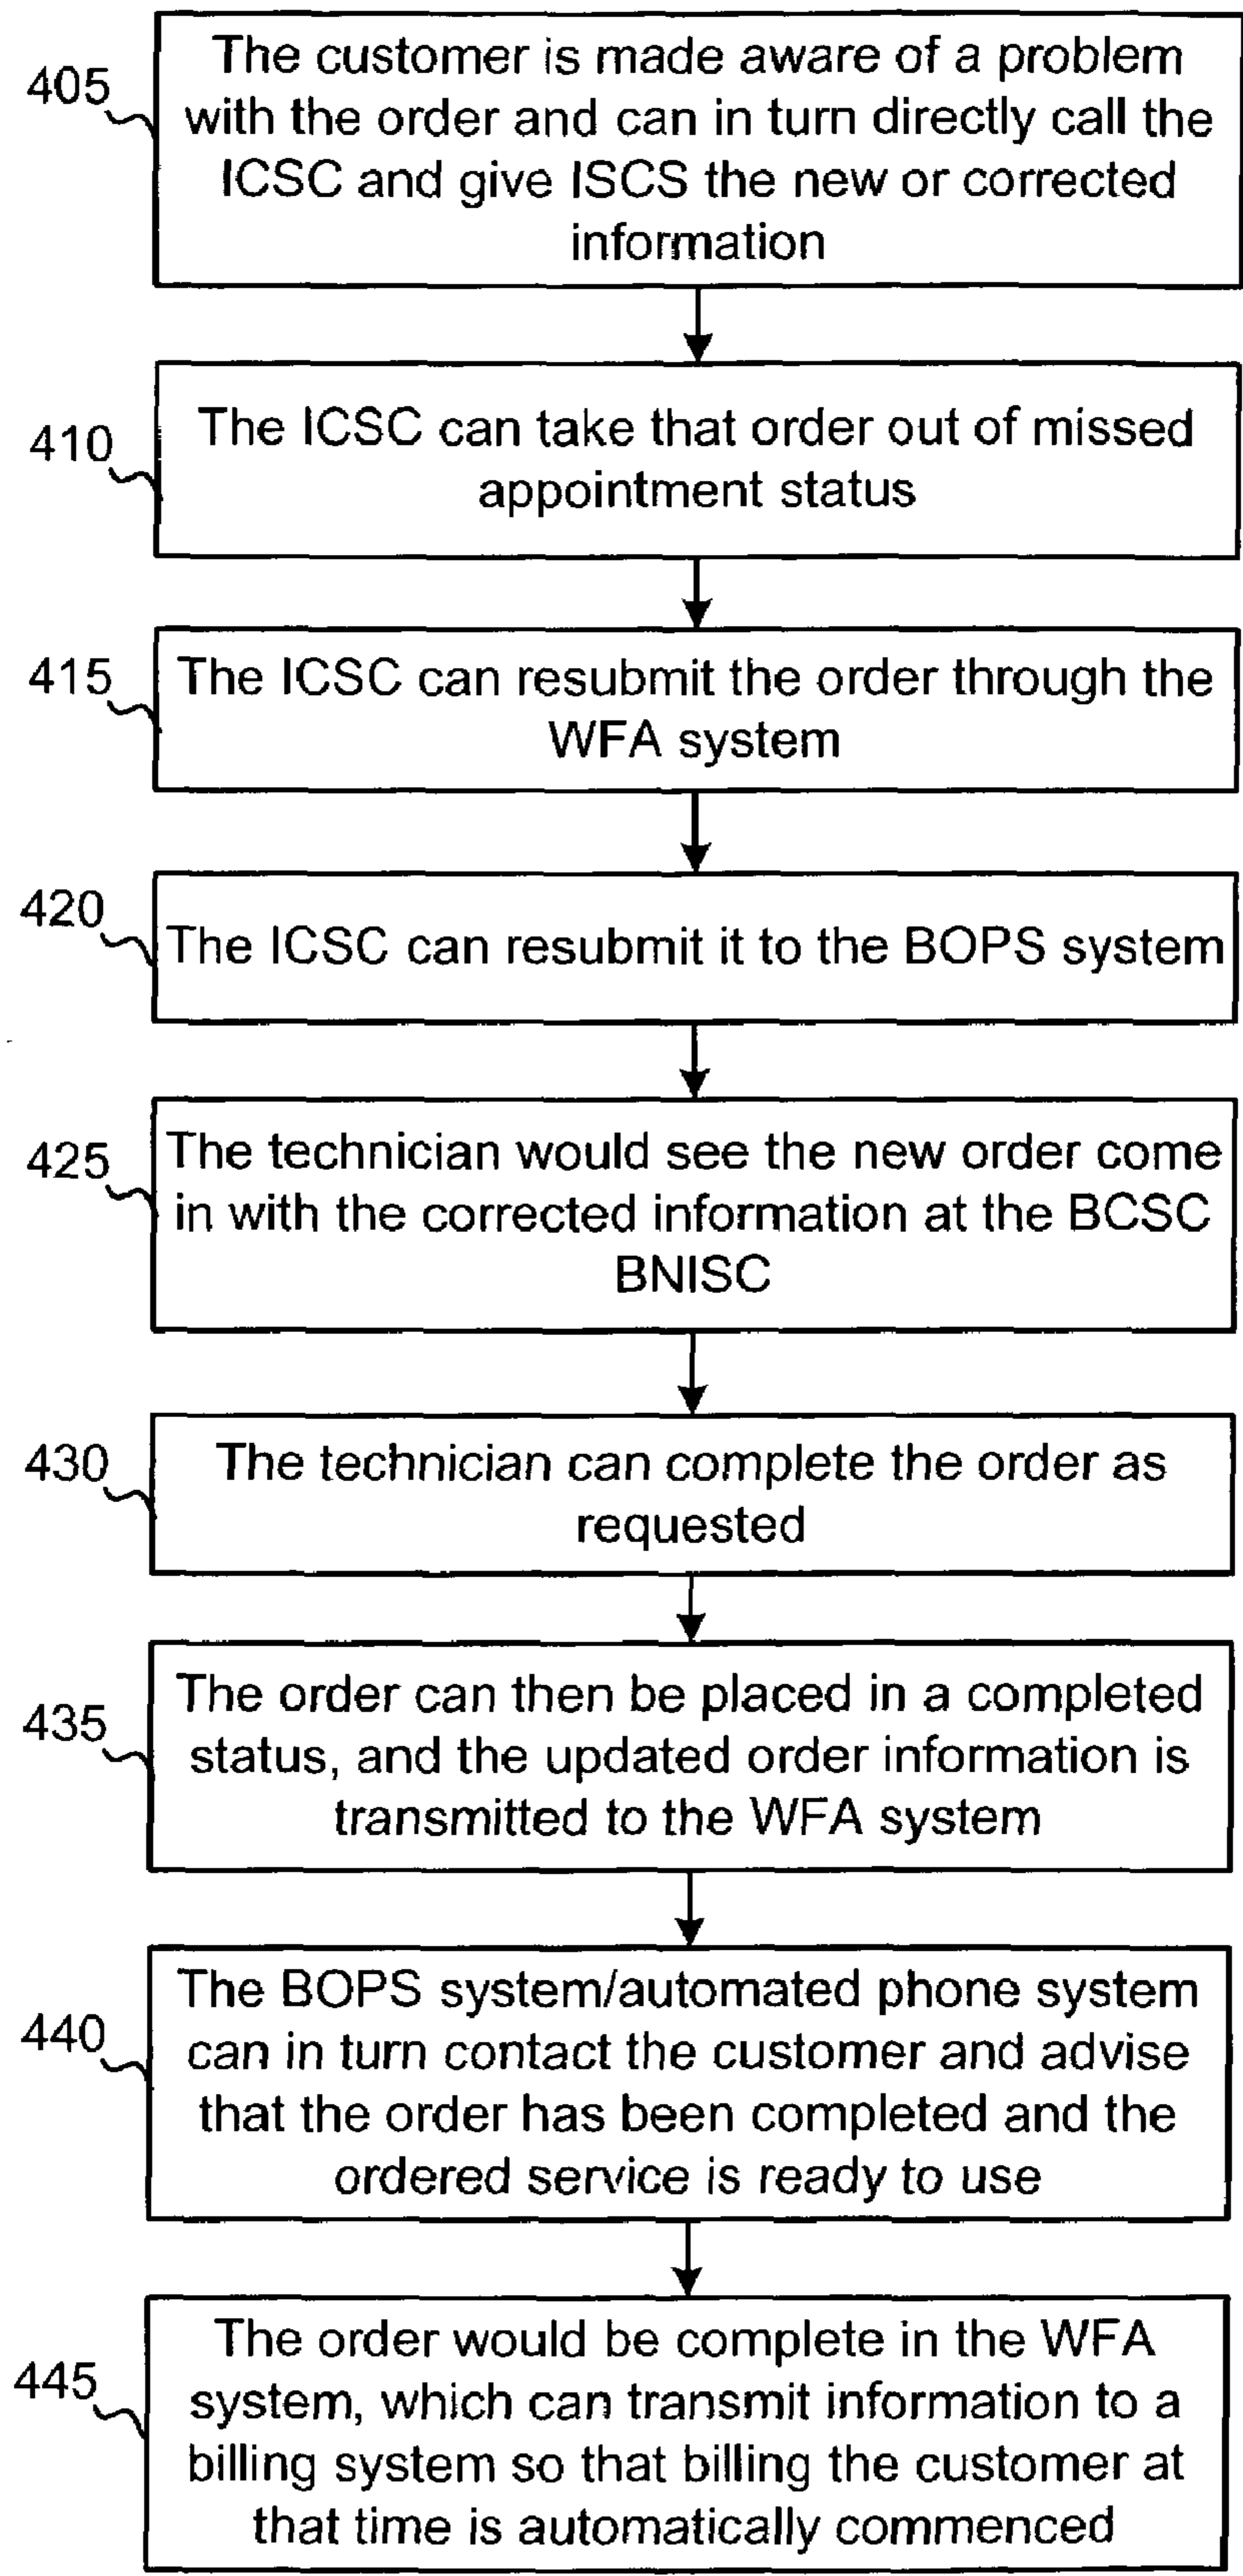 405
The customer is made aware of a problem
with the order and can in turn directly call the
ICSC and give ISCS the new or corrected
information
410
The ICSC can take that order out of missed
appointment status
415
The ICSC can resubmit the order through the
WFA system
420
The ICSC can resubmit it to the BOPS system
425
The technician would see the new order come
in with the corrected information at the BCSC
BNISC
430
The technician can complete the order as
requested
435
The order can then be placed in a completed
status, and the updated order information is
transmitted to the WFA system
440
The BOPS system/automated phone system
can in turn contact the customer and advise
that the order has been completed and the
ordered service is ready to use
445
The order would be complete in the WFA
system, which can transmit information to a
billing system so that billing the customer at
that time is automatically commenced